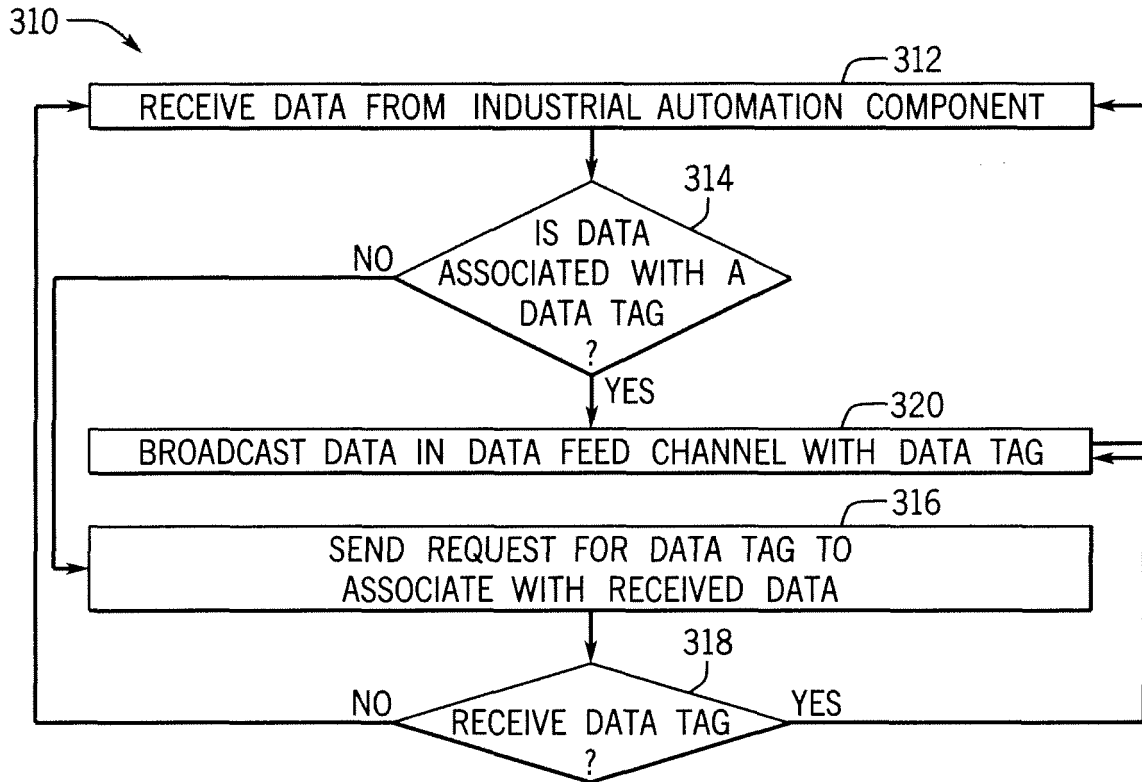 310
312
RECEIVE DATA FROM INDUSTRIAL AUTOMATION COMPONENT
314
IS DATA
ASSOCIATED WITH A
DATA TAG
?
NO
YES
320
BROADCAST DATA IN DATA FEED CHANNEL WITH DATA TAG
316
SEND REQUEST FOR DATA TAG TO
ASSOCIATE WITH RECEIVED DATA
318
NO
RECEIVE DATA TAG
?
YES